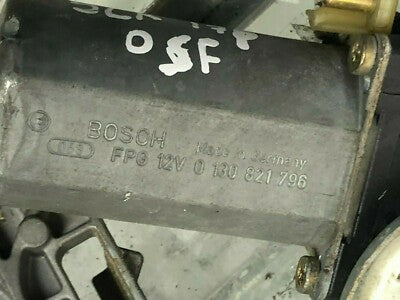 OSF
BOSCH Made in Germany
FPG 12V 0 130 821 796